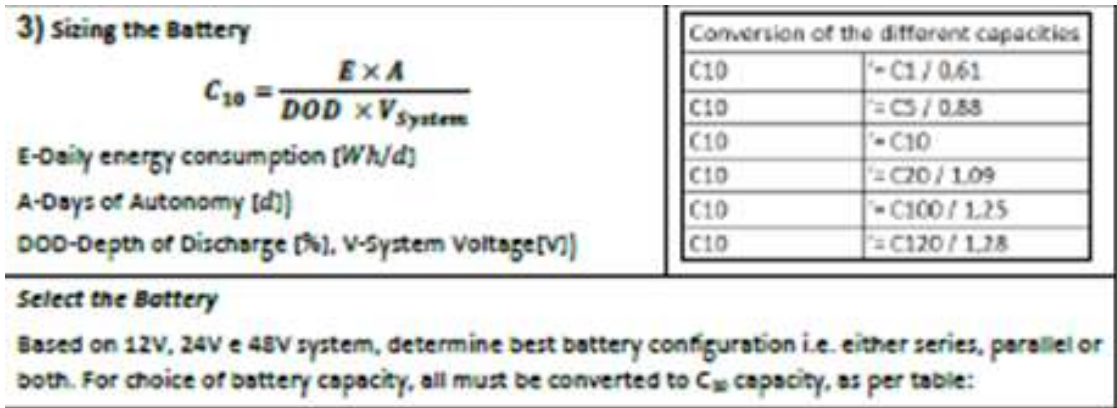 3) Sizing the Battery
C10 = E × A / DOD × VSystem
E-Daily energy consumption [Wh/d]
A-Days of Autonomy [d])
DOD-Depth of Discharge [%], V-System Voltage[V])
Conversion of the different capacities
C10 '= C1 / 0,61
C10 '= C5 / 0,88
C10 '= C10
C10 '= C20 / 1,09
C10 '= C100 / 1,25
C10 '= C120 / 1,28
Select the Battery
Based on 12V, 24V e 48V system, determine best battery configuration i.e. either series, parallel or
both. For choice of battery capacity, all must be converted to C10 capacity, as per table: